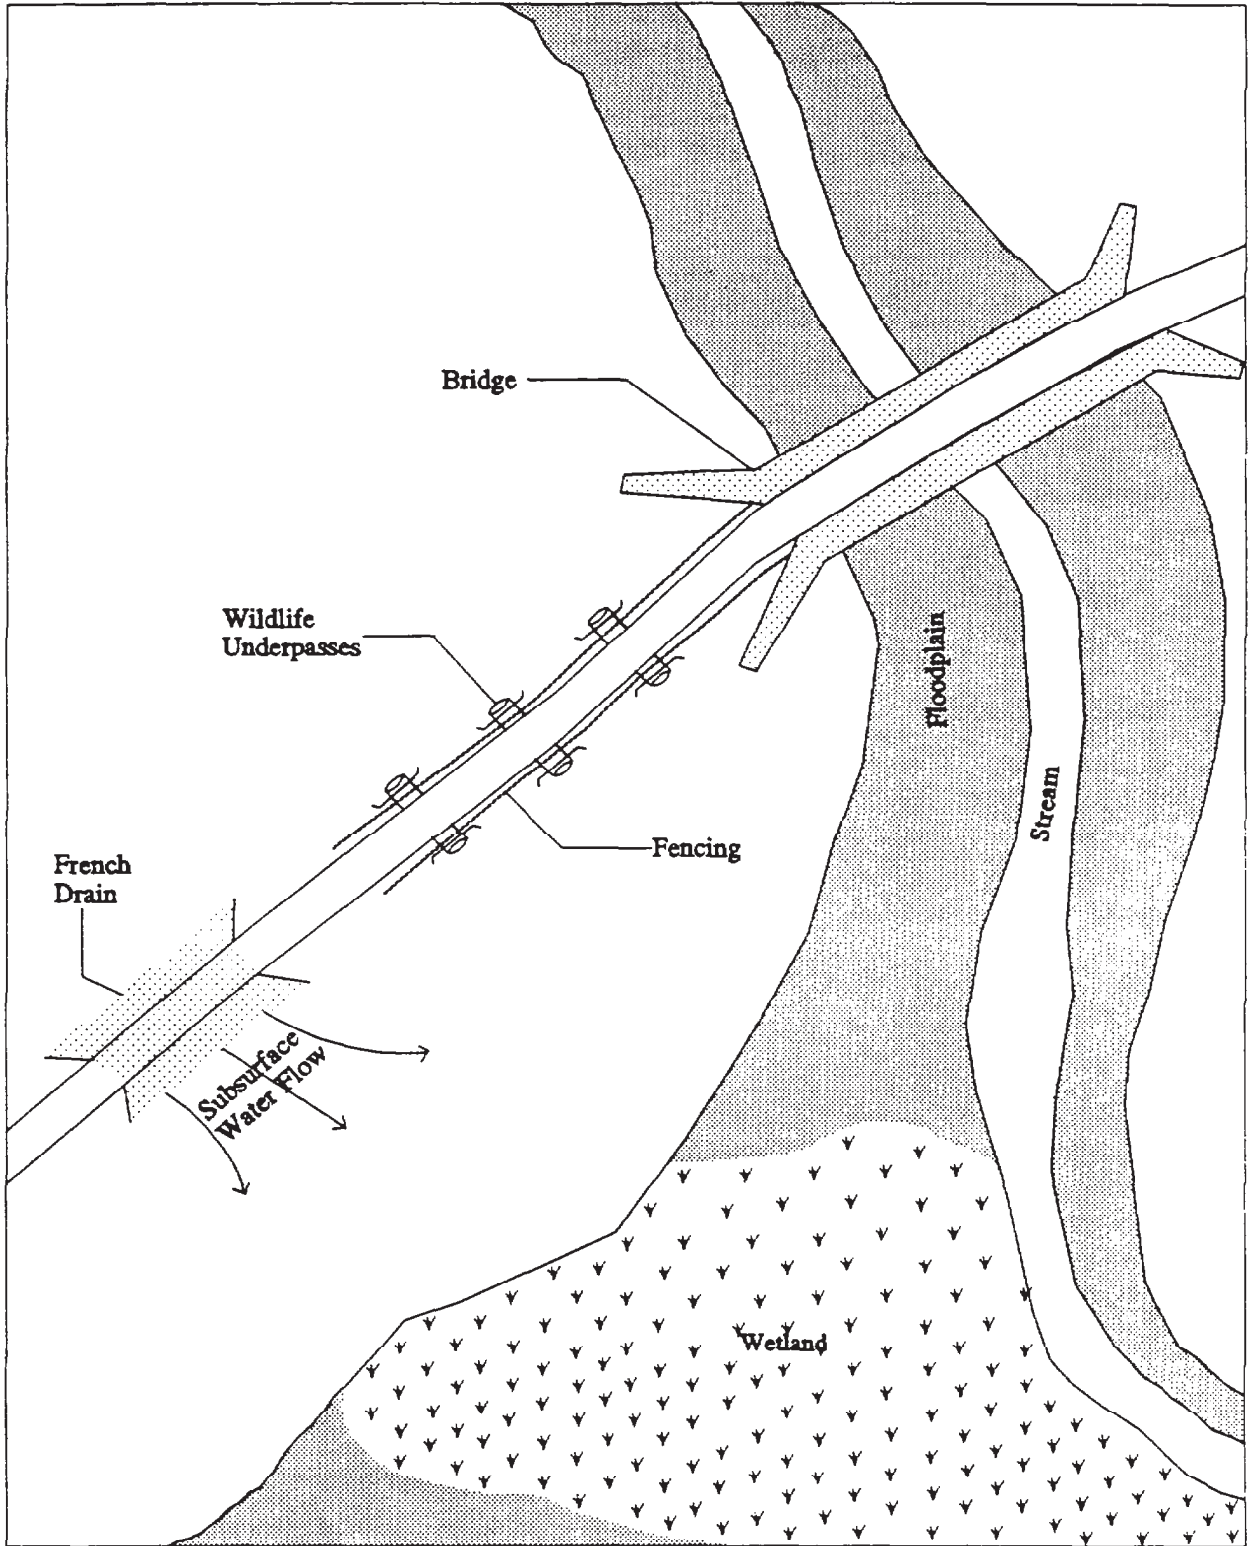 Bridge
Wildlife
Underpasses
Floodplain
Stream
Fencing
French
Drain
Subsurface
Water Flow
Wetland